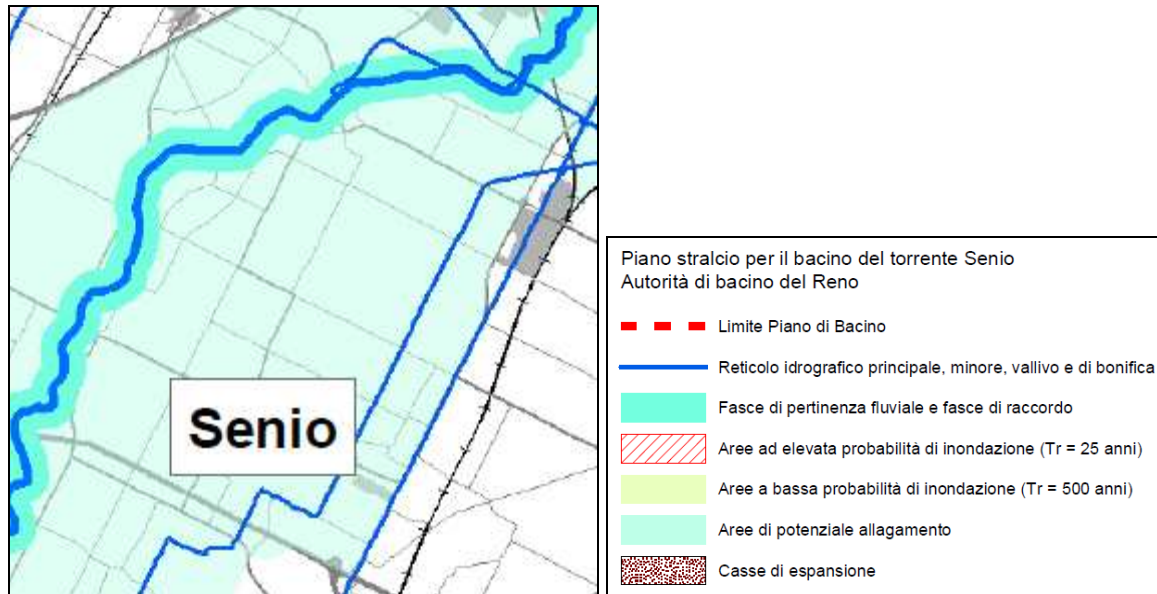 Senio
Piano stralcio per il bacino del torrente Senio
Autorità di bacino del Reno
Limite Piano di Bacino
Reticolo idrografico principale, minore, vallivo e di bonifica
Fasce di pertinenza fluviale e fasce di raccordo
Aree ad elevata probabilità di inondazione (Tr = 25 anni)
Aree a bassa probabilità di inondazione (Tr = 500 anni)
Aree di potenziale allagamento
Casse di espansione